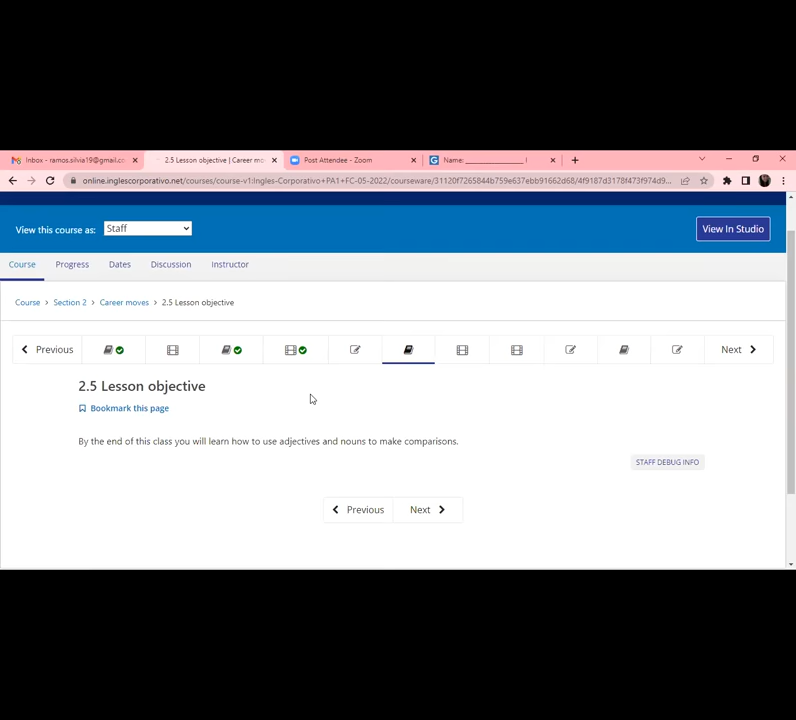 Inbox - ramos.silvia19@gmail.co
2.5 Lesson objective | Career mo
Post Attendee - Zoom
Name: ________________ (
online.inglescorporativo.net/courses/course-v1:Ingles-Corporativo+PA1+FC-05-2022/courseware/31120f7265844b759e637ebb91662d68/4f9187d3178f473f974d9...
View this course as:
Staff
View In Studio
Course
Progress
Dates
Discussion
Instructor
Course > Section 2 > Career moves > 2.5 Lesson objective
Previous
Next
2.5 Lesson objective
Bookmark this page
By the end of this class you will learn how to use adjectives and nouns to make comparisons.
STAFF DEBUG INFO
Previous
Next